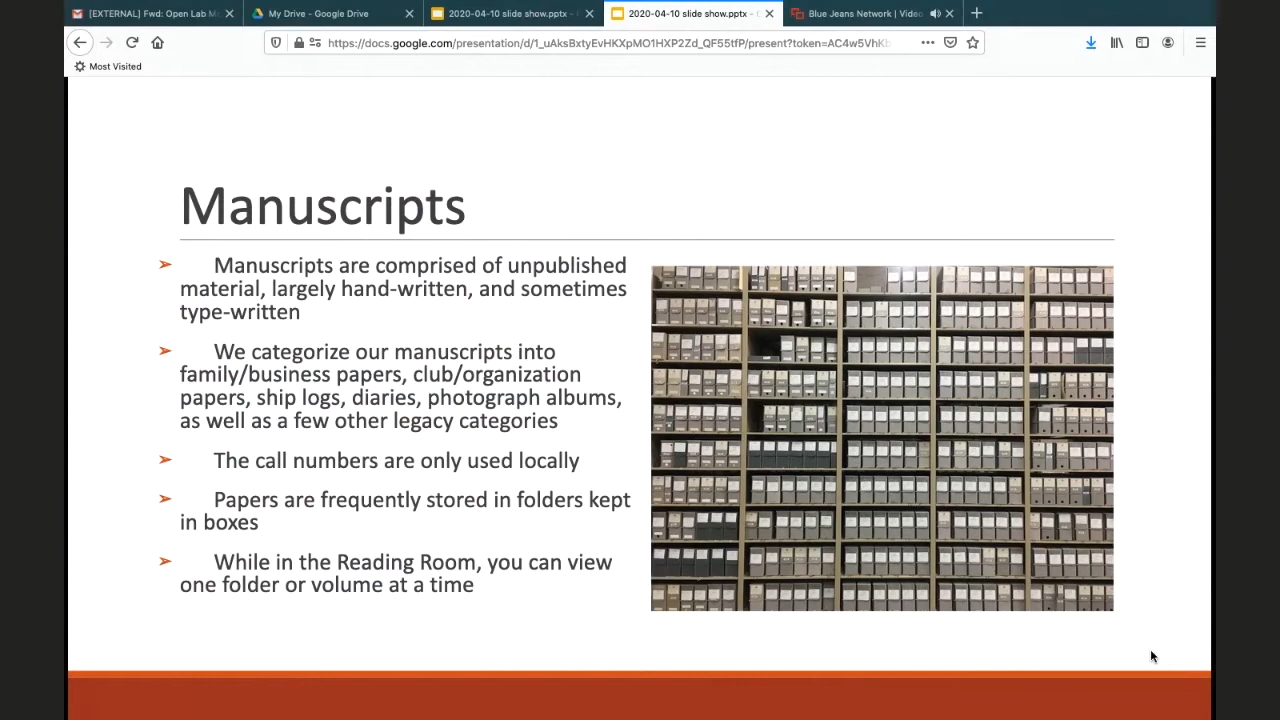 [EXTERNAL] Fwd: Open Lab M
My Drive - Google Drive
2020-04-10 slide show.pptx -
2020-04-10 slide show.pptx -
Blue Jeans Network | Video
https://docs.google.com/presentation/d/1_uAksBxtyEvHKXpMO1HXP2Zd_QF55tfP/present?token=AC4w5VhKb
Most Visited
Manuscripts
➢ Manuscripts are comprised of unpublished
material, largely hand-written, and sometimes
type-written
➢ We categorize our manuscripts into
family/business papers, club/organization
papers, ship logs, diaries, photograph albums,
as well as a few other legacy categories
➢ The call numbers are only used locally
➢ Papers are frequently stored in folders kept
in boxes
➢ While in the Reading Room, you can view
one folder or volume at a time